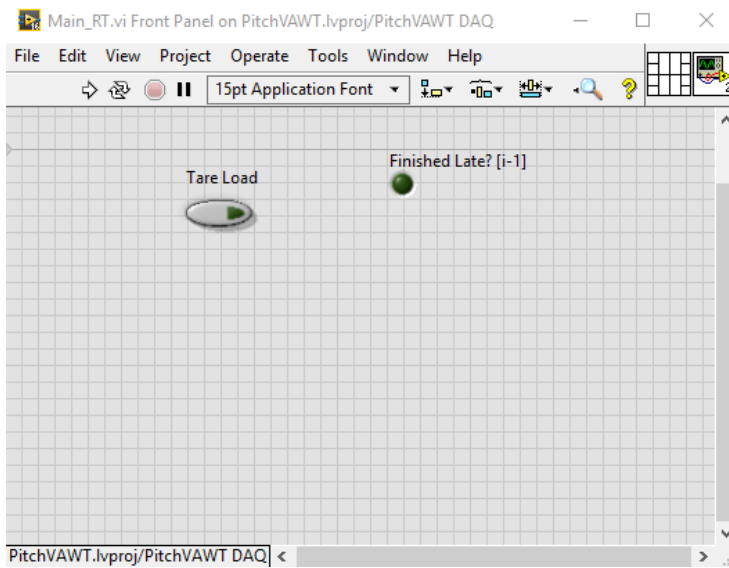 Main_RT.vi Front Panel on PitchVAWT.lvproj/PitchVAWT DAQ
File Edit View Project Operate Tools Window Help
15pt Application Font
Finished Late? [i-1]
Tare Load
PitchVAWT.lvproj/PitchVAWT DAQ